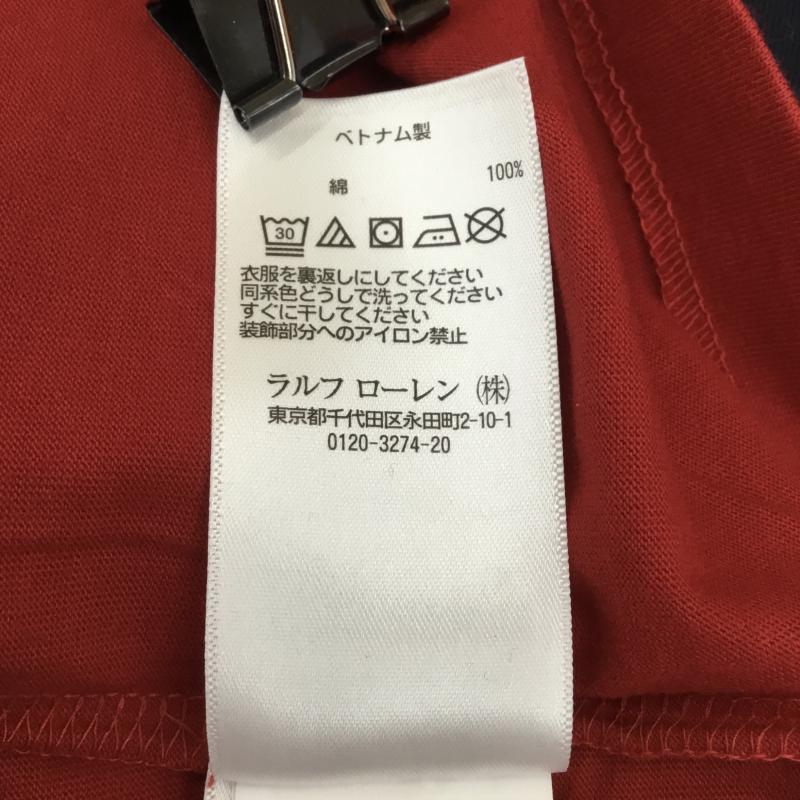 ベトナム製
綿 100%
30
衣服を裏返しにしてください
同系色どうしで洗ってください
すぐに干してください
装飾部分へのアイロン禁止
ラルフ ローレン (株)
東京都千代田区永田町2-10-1
0120-3274-20